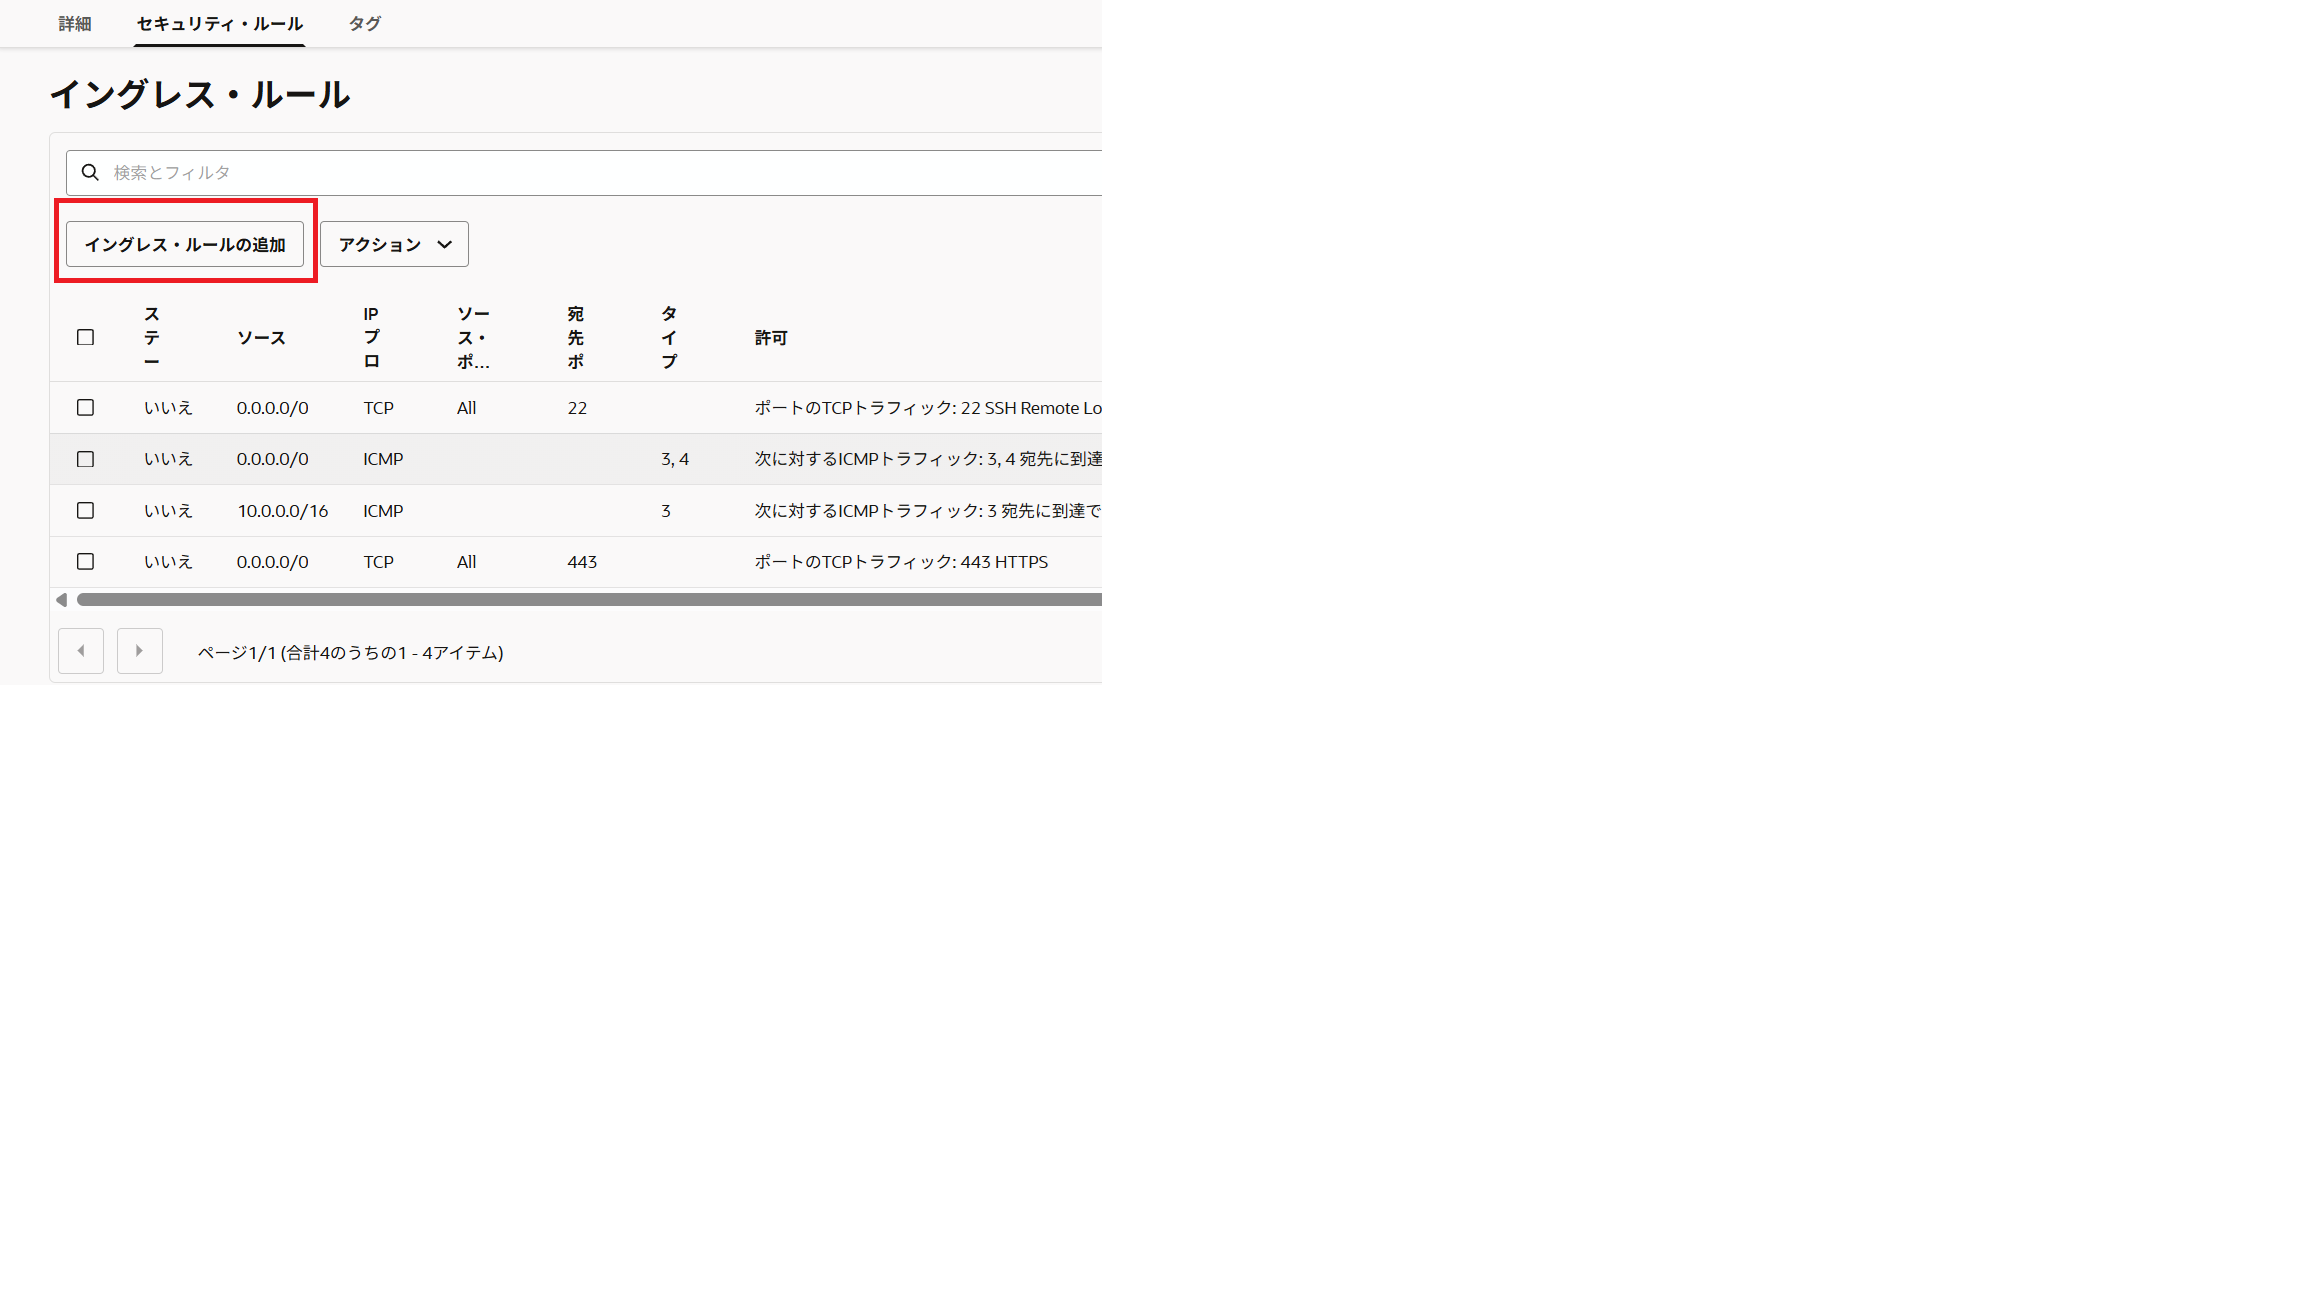 詳細 セキュリティ・ルール タグ
イングレス・ルール
検索とフィルタ
イングレス・ルールの追加 アクション
ステー ソース IPプロ ソース・ポ... 宛先ポ タイプ 許可
いいえ 0.0.0.0/0 TCP All 22 ポートのTCPトラフィック: 22 SSH Remote Lo
いいえ 0.0.0.0/0 ICMP 3, 4 次に対するICMPトラフィック: 3, 4 宛先に到達
いいえ 10.0.0.0/16 ICMP 3 次に対するICMPトラフィック: 3 宛先に到達で
いいえ 0.0.0.0/0 TCP All 443 ポートのTCPトラフィック: 443 HTTPS
ページ1/1 (合計4のうちの1 - 4アイテム)